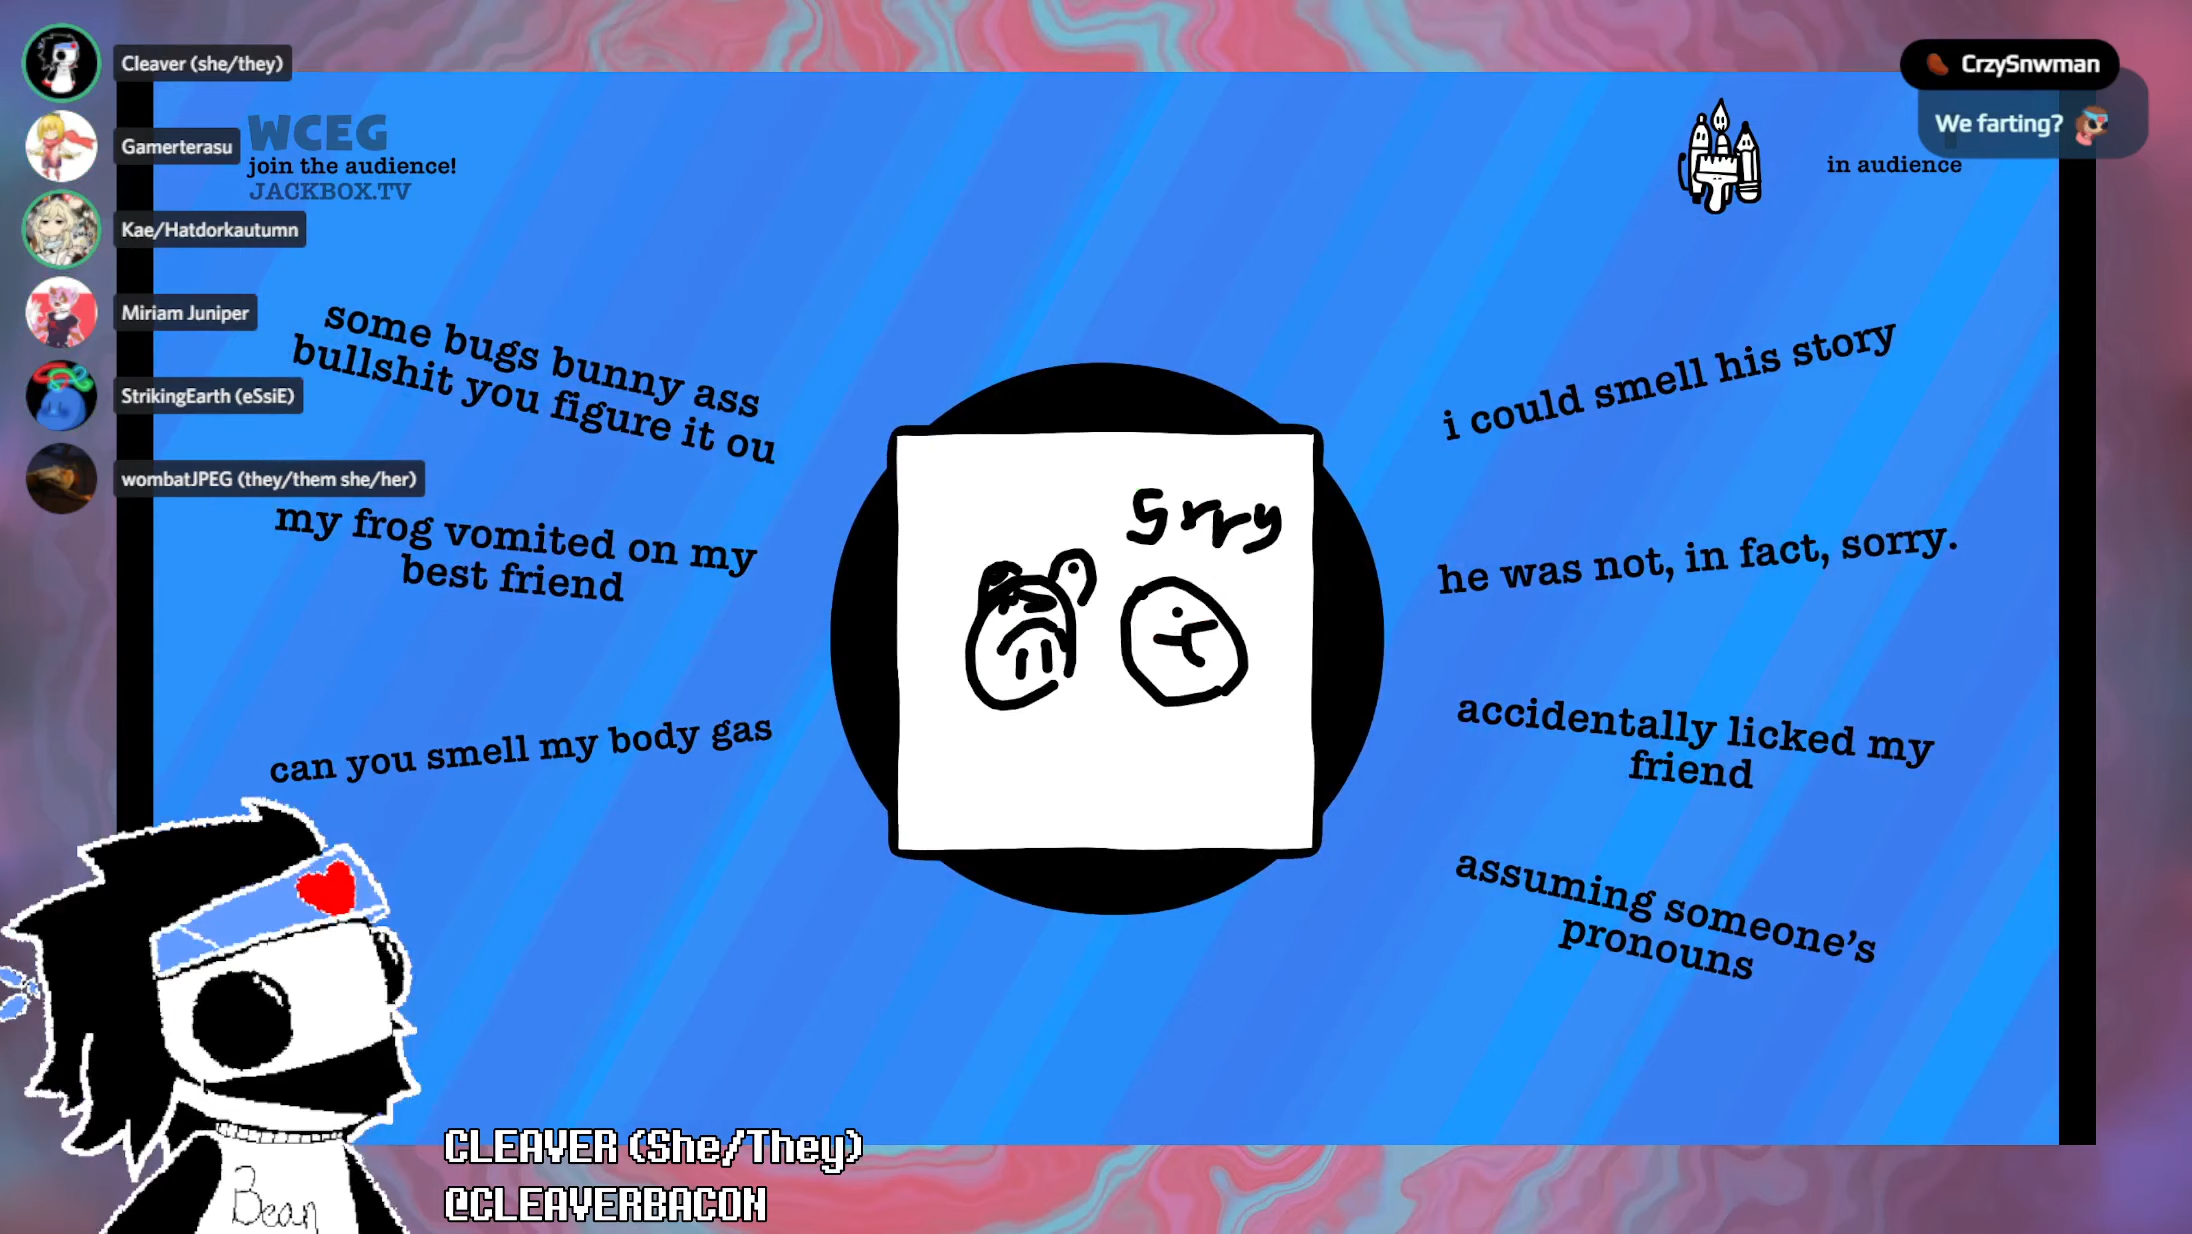 Cleaver (she/they)
Gamerterasu
Kae/Hatdorkautumn
Miriam Juniper
StrikingEarth (eSsiE)
wombatJPEG (they/them she/her)
WCEG
join the audience!
JACKBOX.TV
CrzySnwman
We farting?
in audience
some bugs bunny ass
bullshit you figure it ou
my frog vomited on my
best friend
can you smell my body gas
Srry
i could smell his story
he was not, in fact, sorry.
accidentally licked my
friend
assuming someone's
pronouns
Bean
CLEAVER (She/They)
@CLEAVERBACON